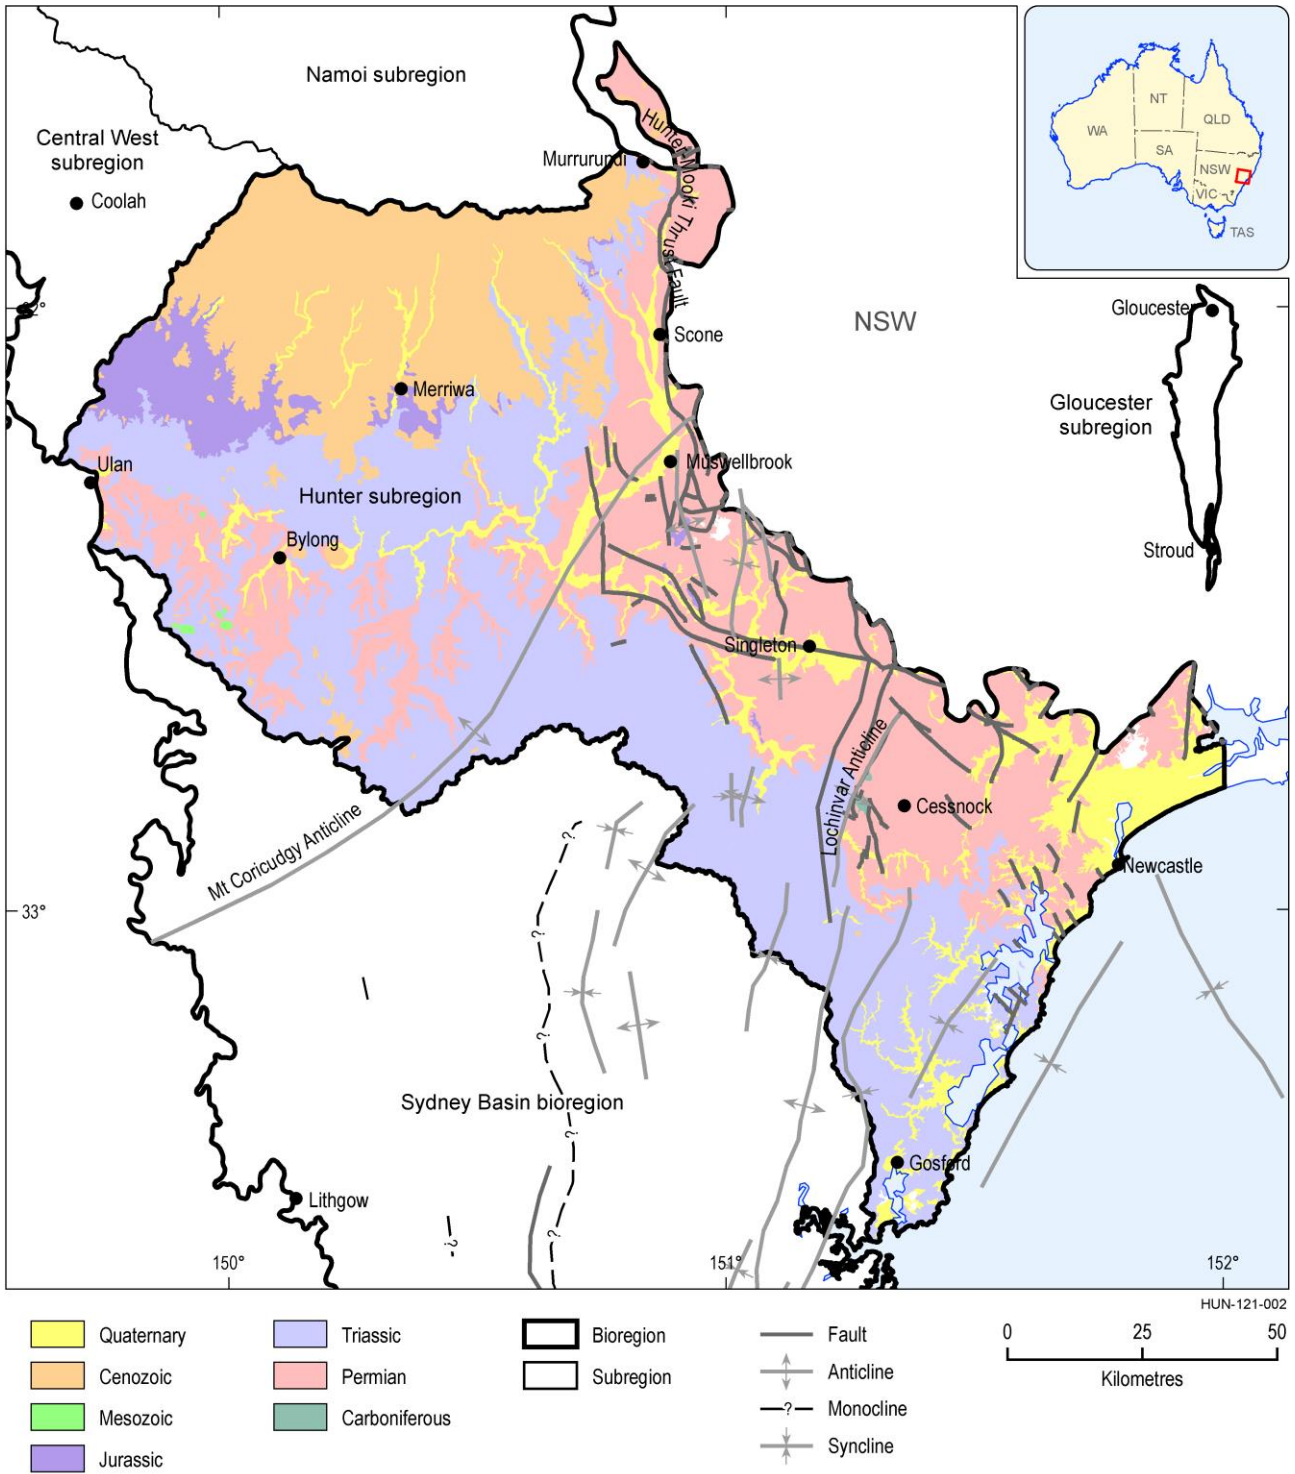 Namoi subregion
Central West
subregion
Coolah
Murrurundi
Hunter-Mooki Thrust Fault
WA
NT
QLD
SA
NSW
VIC
TAS
Gloucester
NSW
Scone
Merriwa
Gloucester
subregion
Ulan
Muswellbrook
Hunter subregion
Bylong
Stroud
Singleton
Lochinvar Anticline
Cessnock
Mt Coricudgy Anticline
?
Newcastle
33°
?
?
Sydney Basin bioregion
?
Gosford
Lithgow
?
?
150°
151°
152°
HUN-121-002
Quaternary
Cenozoic
Mesozoic
Jurassic
Triassic
Permian
Carboniferous
Bioregion
Subregion
Fault
Anticline
?
Monocline
Syncline
0 25 50
Kilometres